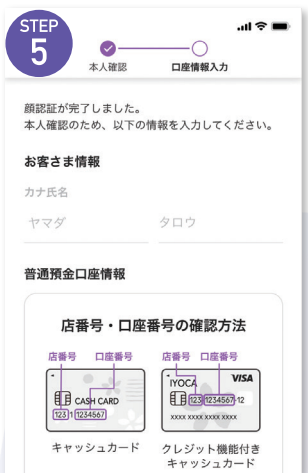 STEP
5
本人確認
口座情報入力
顔認証が完了しました。
本人確認のため、以下の情報を入力してください。
お客さま情報
カナ氏名
ヤマダ タロウ
普通預金口座情報
店番号・口座番号の確認方法
店番号 口座番号
CASH CARD
123 1 1234567
キャッシュカード
店番号 口座番号
IYOCA VISA
123 1234567-12
XXXX XXXX XXXX XXXX
クレジット機能付き
キャッシュカード